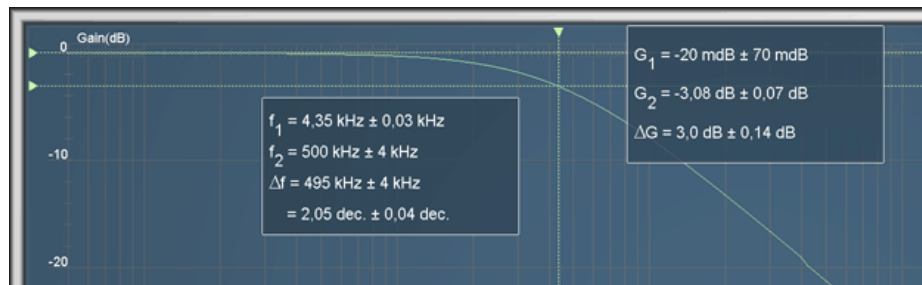 Gain(dB)
0
-10
-20
f1 = 4,35 kHz ± 0,03 kHz
f2 = 500 kHz ± 4 kHz
Δf = 495 kHz ± 4 kHz
= 2,05 dec. ± 0,04 dec.
G1 = -20 mdB ± 70 mdB
G2 = -3,08 dB ± 0,07 dB
ΔG = 3,0 dB ± 0,14 dB